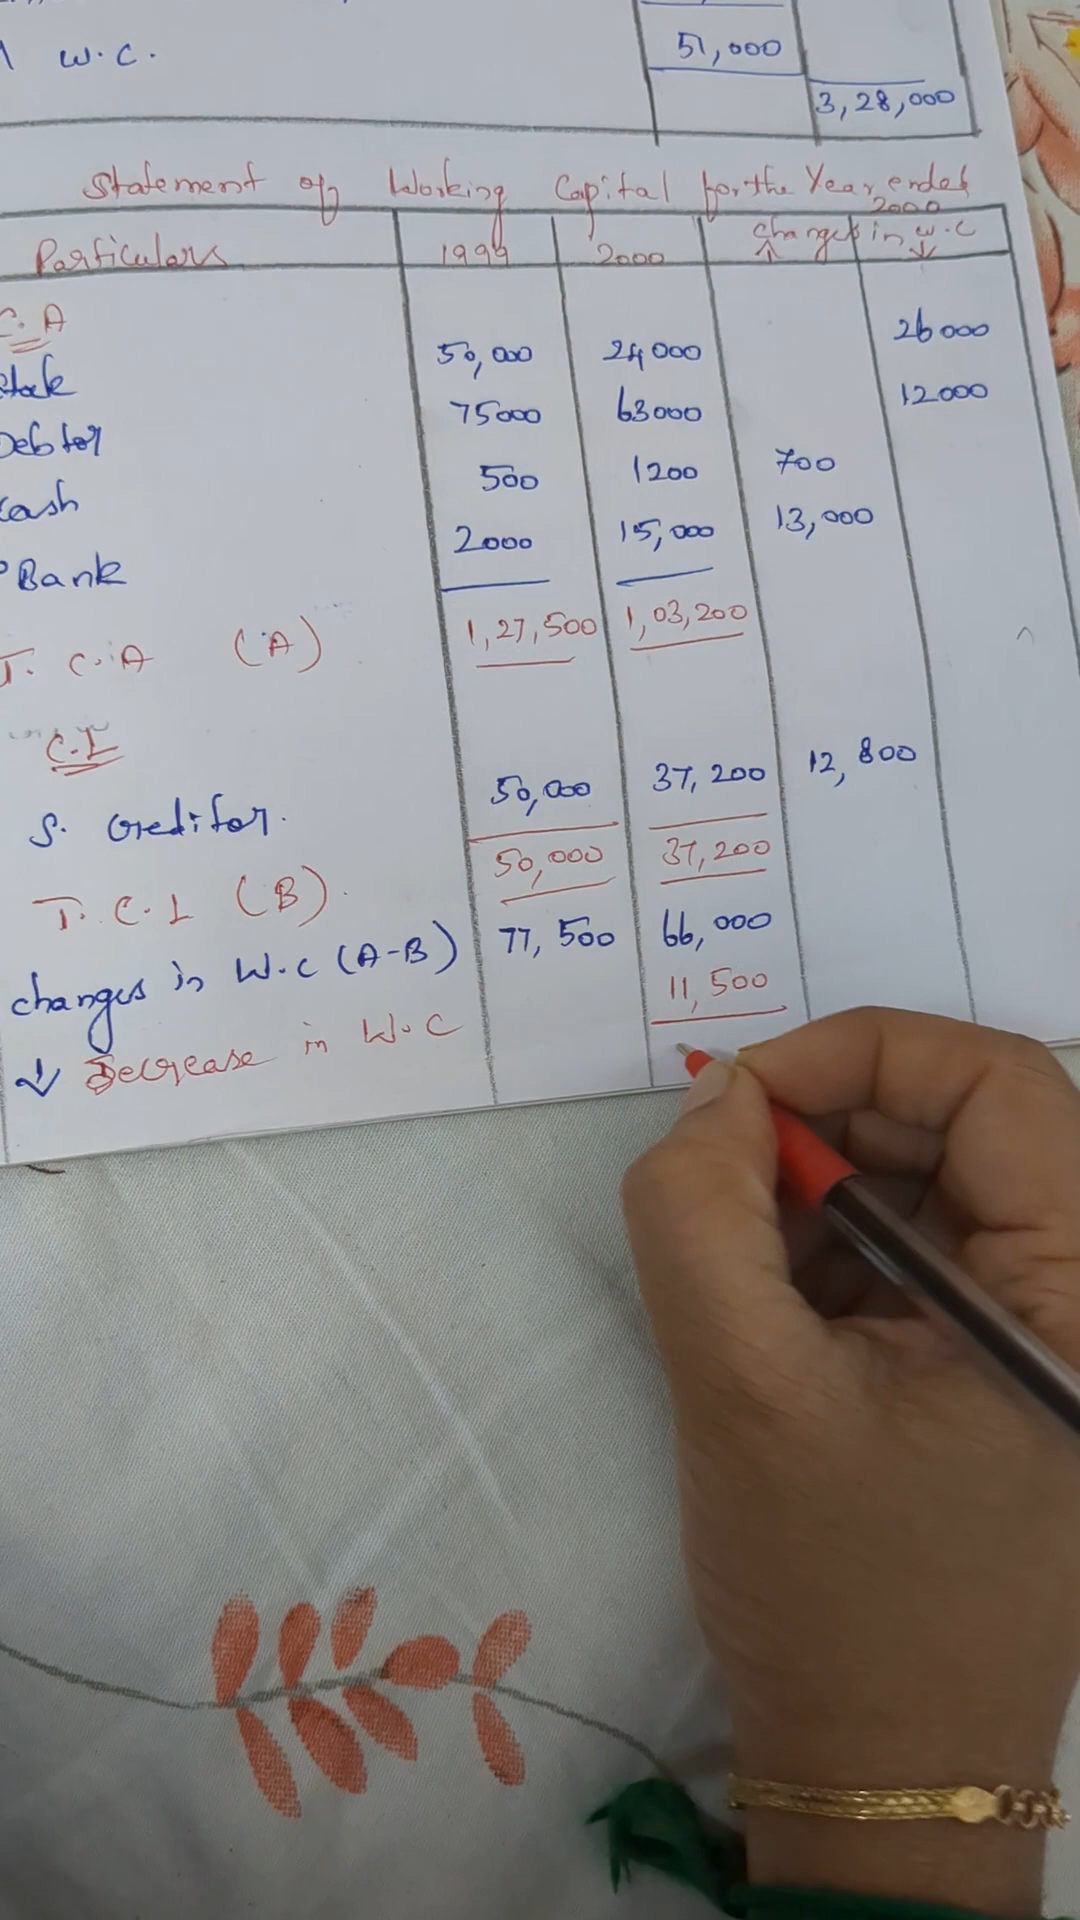 W.C. 51,000
3,28,000
Statement of Working Capital for the Year ended 2000
Particulars 1999 2000 changes in W.C
↑ ↓
C.A
Stock 50,000 24000 26000
Debtor 75000 63000 12000
Cash 500 1200 700
Bank 2000 15,000 13,000
T. C.A (A) 1,27,500 1,03,200
C.L
S. Creditor. 50,000 37,200 12,800
T. C.L (B). 50,000 37,200
changes in W.C (A-B) 77,500 66,000
↓ Decrease in W.C 11,500